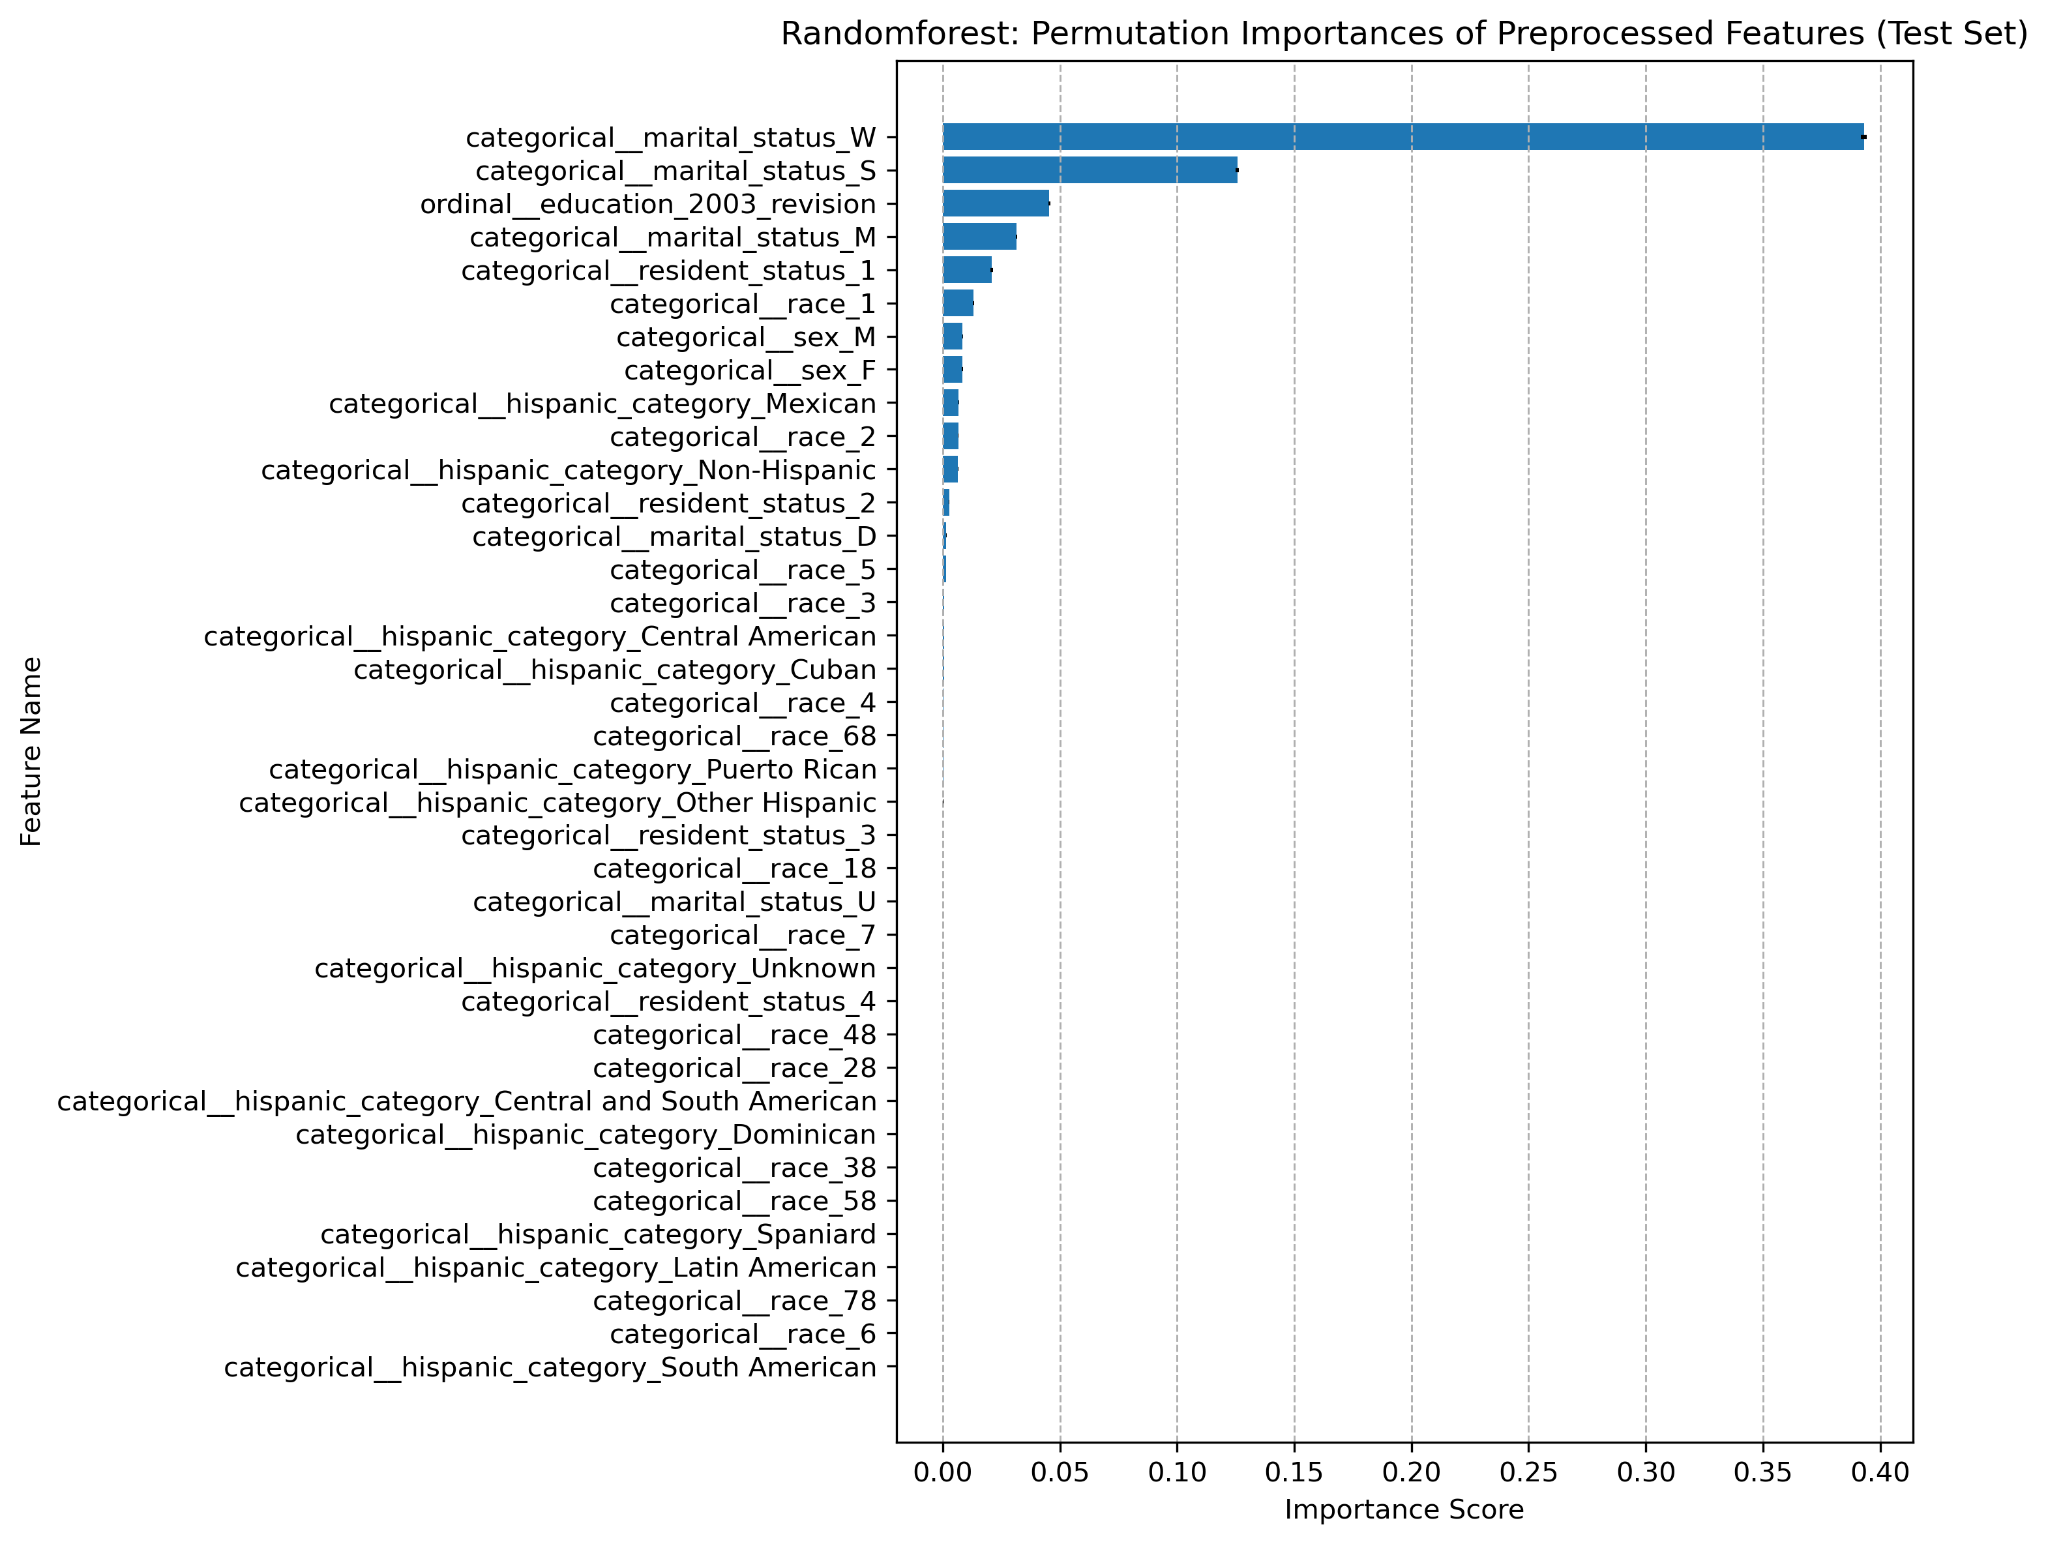 Randomforest: Permutation Importances of Preprocessed Features (Test Set)
categorical__marital_status_W
categorical__marital_status_S
ordinal__education_2003_revision
categorical__marital_status_M
categorical__resident_status_1
categorical__race_1
categorical__sex_M
categorical__sex_F
categorical__hispanic_category_Mexican
categorical__race_2
categorical__hispanic_category_Non-Hispanic
categorical__resident_status_2
categorical__marital_status_D
categorical__race_5
categorical__race_3
categorical__hispanic_category_Central American
categorical__hispanic_category_Cuban
categorical__race_4
categorical__race_68
categorical__hispanic_category_Puerto Rican
categorical__hispanic_category_Other Hispanic
categorical__resident_status_3
categorical__race_18
categorical__marital_status_U
categorical__race_7
categorical__hispanic_category_Unknown
categorical__resident_status_4
categorical__race_48
categorical__race_28
categorical__hispanic_category_Central and South American
categorical__hispanic_category_Dominican
categorical__race_38
categorical__race_58
categorical__hispanic_category_Spaniard
categorical__hispanic_category_Latin American
categorical__race_78
categorical__race_6
categorical__hispanic_category_South American
Feature Name
0.00 0.05 0.10 0.15 0.20 0.25 0.30 0.35 0.40
Importance Score